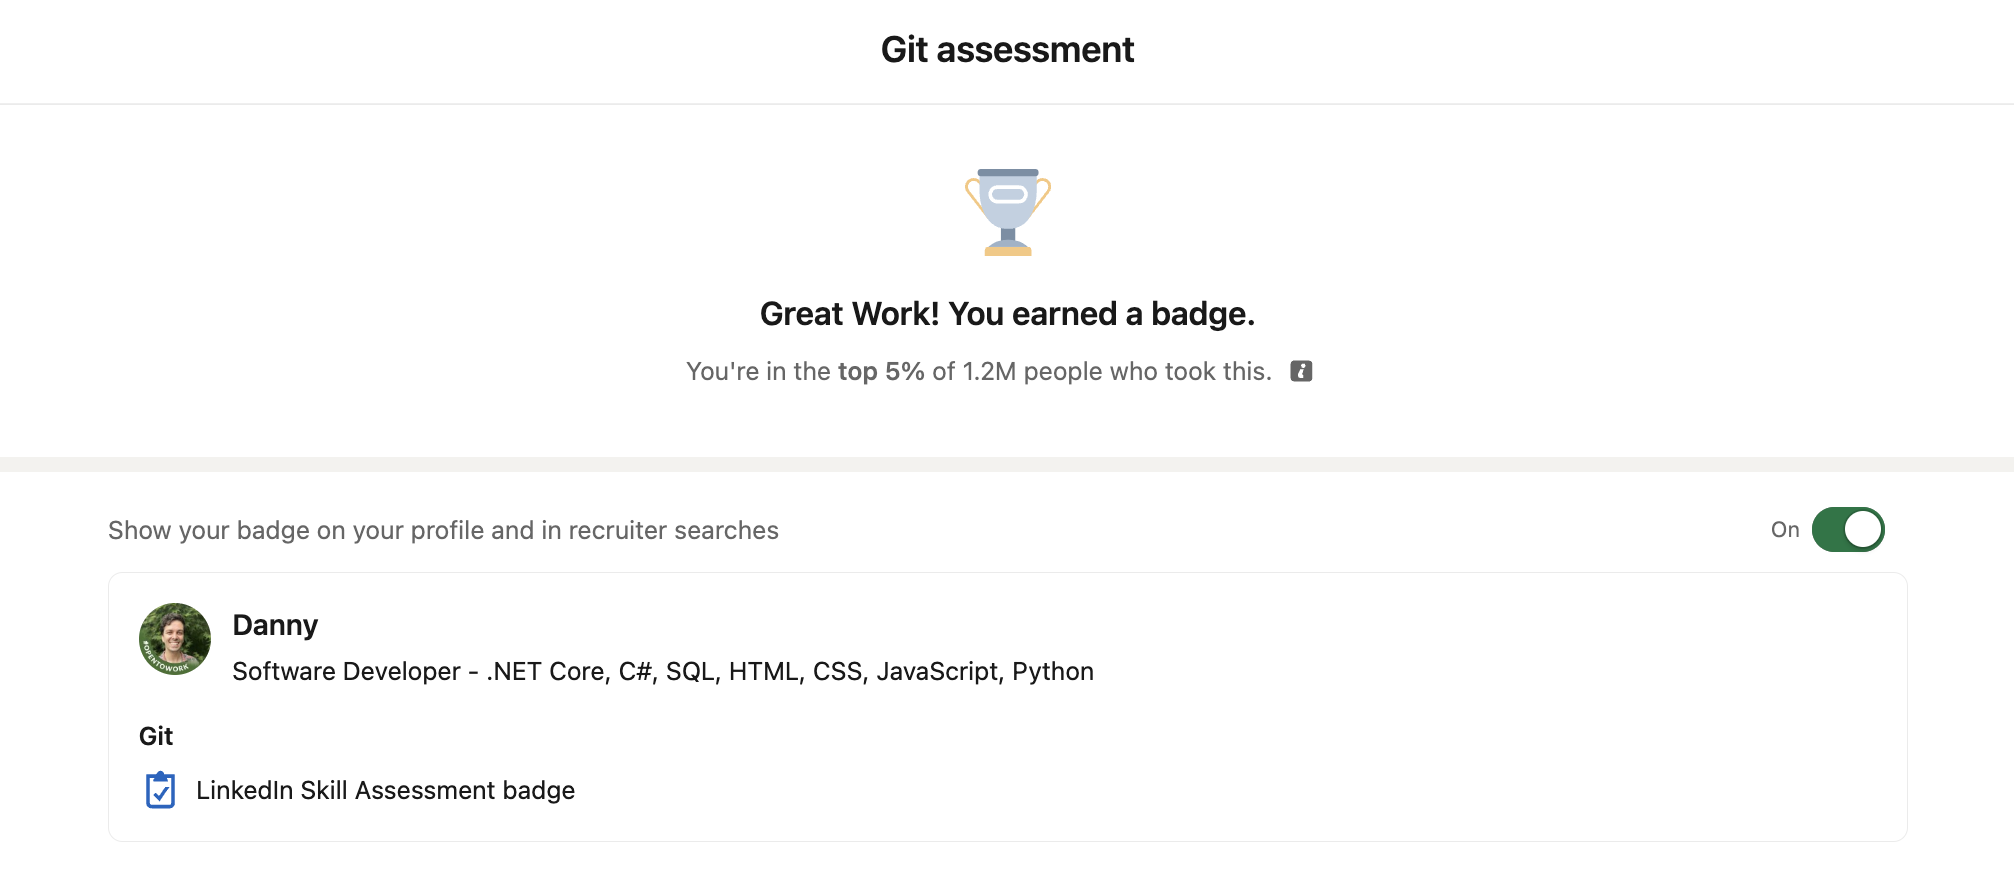 Git assessment
Great Work! You earned a badge.
You're in the top 5% of 1.2M people who took this.
Show your badge on your profile and in recruiter searches
On
Danny
#OPENTOWORK
Software Developer - .NET Core, C#, SQL, HTML, CSS, JavaScript, Python
Git
LinkedIn Skill Assessment badge